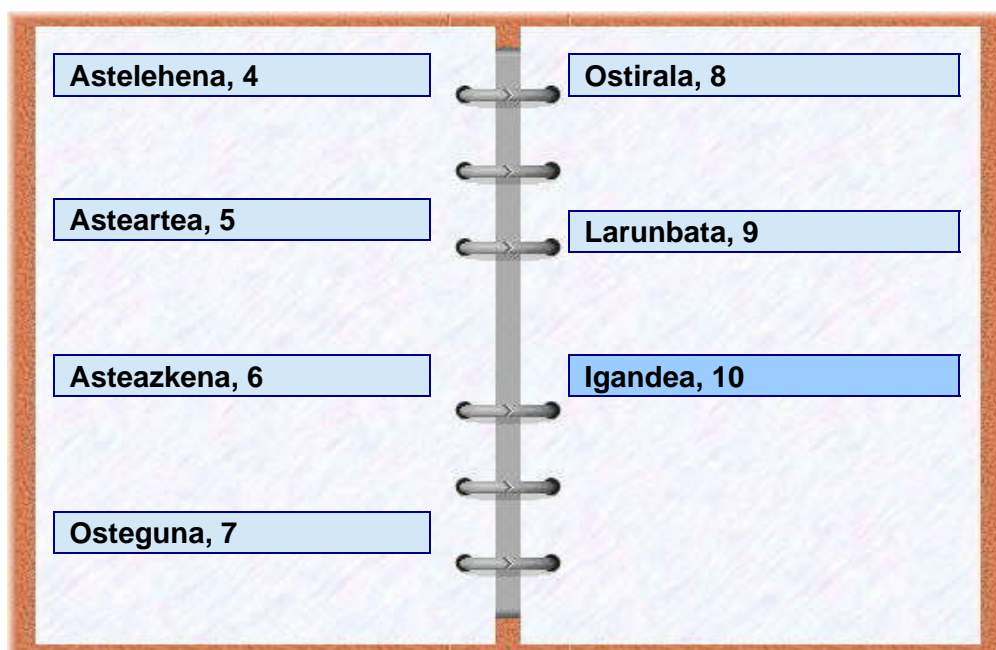 Astelehena, 4
Asteartea, 5
Asteazkena, 6
Osteguna, 7
Ostirala, 8
Larunbata, 9
Igandea, 10